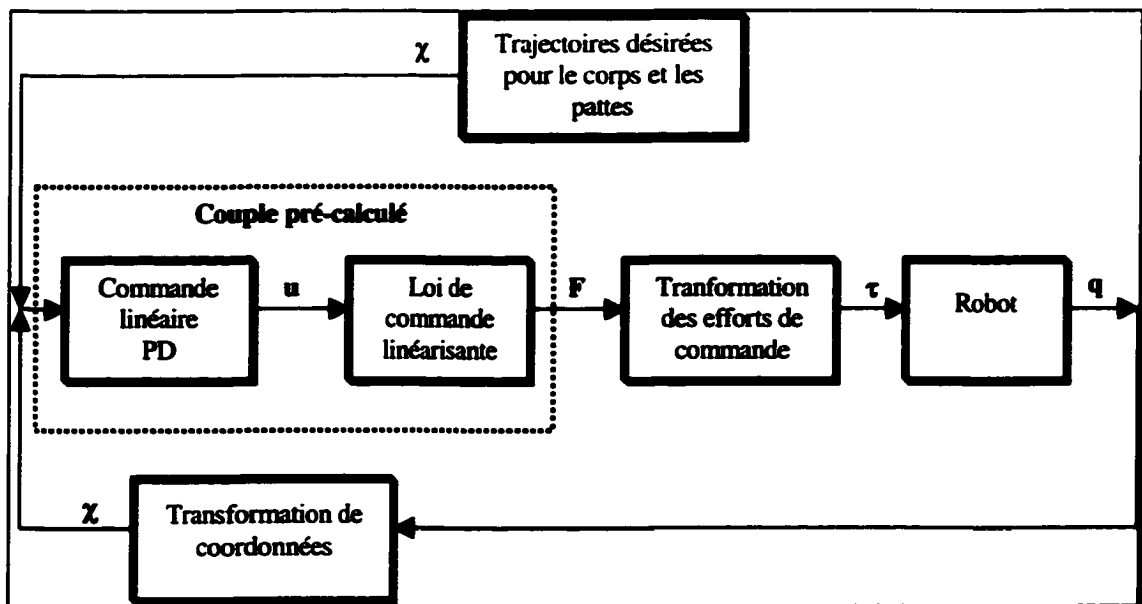 Trajectoires désirées
pour le corps et les
pattes
χ
Couple pré-calculé
Commande
linéaire
PD
u
Loi de
commande
linéarisante
F
Tranformation
des efforts de
commande
τ
Robot
q
χ
Transformation de
coordonnées